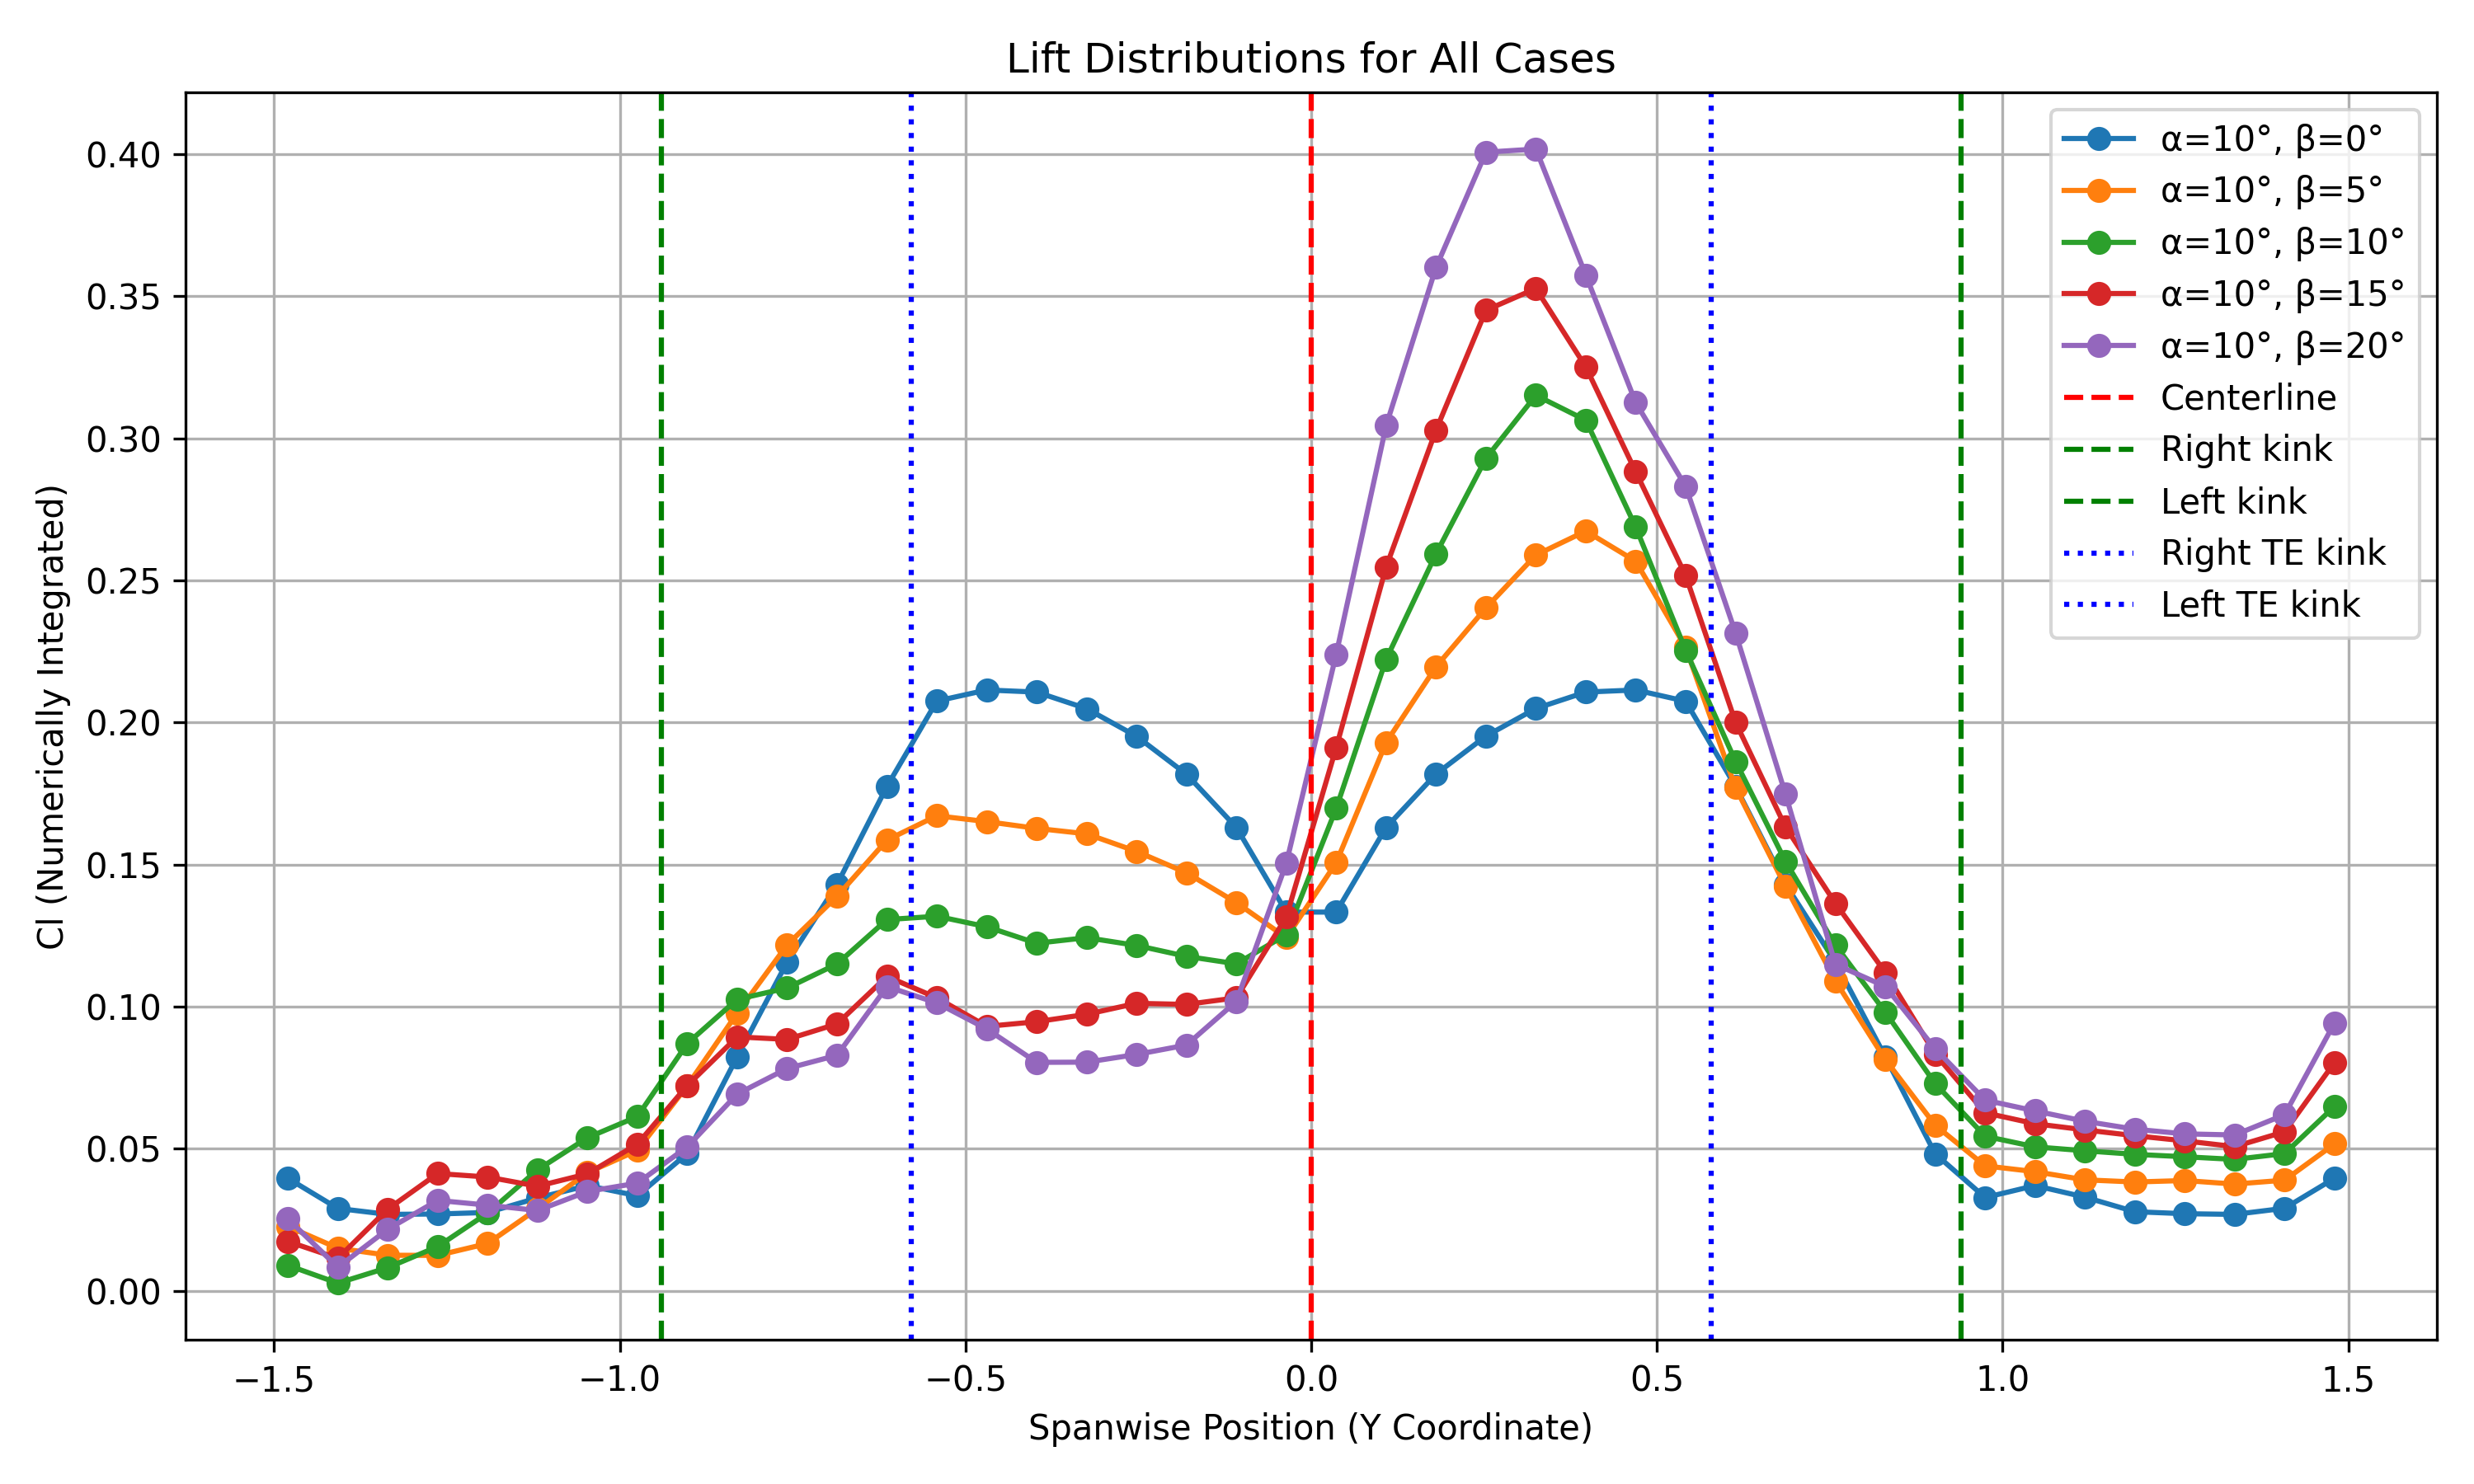 Lift Distributions for All Cases
Cl (Numerically Integrated)
0.40
0.35
0.30
0.25
0.20
0.15
0.10
0.05
0.00
−1.5
−1.0
−0.5
0.0
0.5
1.0
1.5
Spanwise Position (Y Coordinate)
α=10°, β=0°
α=10°, β=5°
α=10°, β=10°
α=10°, β=15°
α=10°, β=20°
Centerline
Right kink
Left kink
Right TE kink
Left TE kink